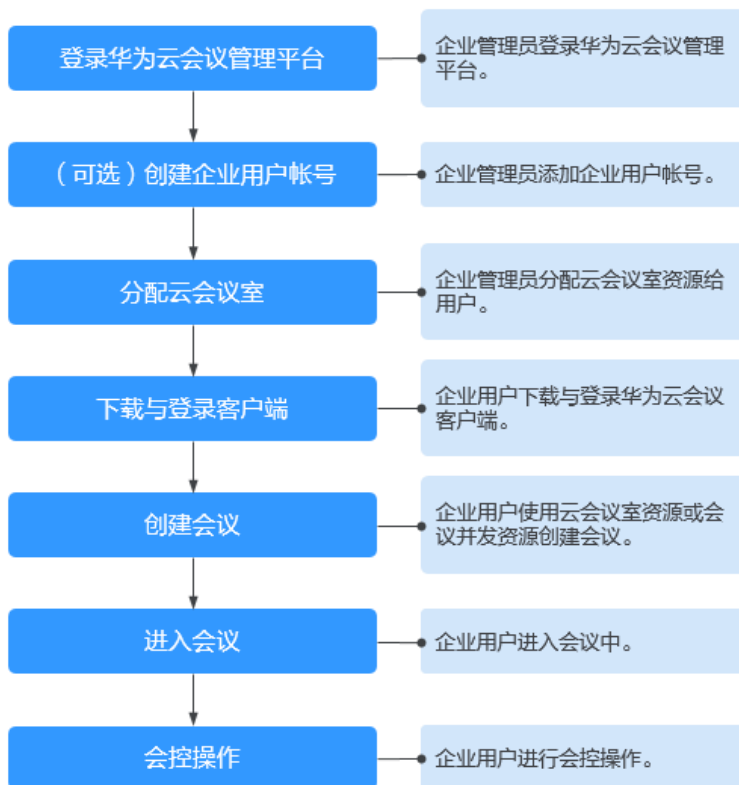 登录华为云会议管理平台
企业管理员登录华为云会议管理
平台。
（可选）创建企业用户帐号
企业管理员添加企业用户帐号。
分配云会议室
企业管理员分配云会议室资源给
用户。
下载与登录客户端
企业用户下载与登录华为云会议
客户端。
创建会议
企业用户使用云会议室资源或会
议并发资源创建会议。
进入会议
企业用户进入会议中。
会控操作
企业用户进行会控操作。